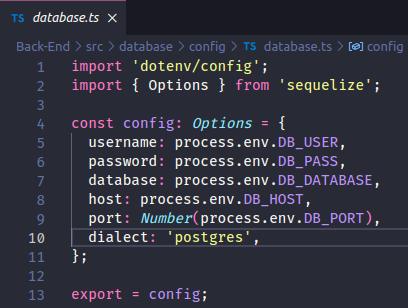 TS database.ts ×
Back-End > src > database > config > TS database.ts > config
1 import 'dotenv/config';
2 import { Options } from 'sequelize';
3
4 const config: Options = {
5 username: process.env.DB_USER,
6 password: process.env.DB_PASS,
7 database: process.env.DB_DATABASE,
8 host: process.env.DB_HOST,
9 port: Number(process.env.DB_PORT),
10 dialect: 'postgres',
11 };
12
13 export = config;